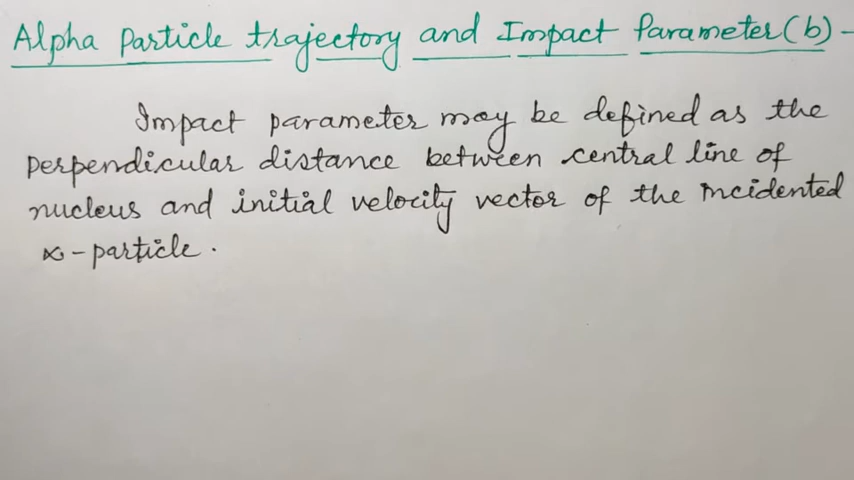 Alpha Particle trajectory and Impact Parameter (b) -
Impact parameter may be defined as the
perpendicular distance between central line of
nucleus and initial velocity vector of the incidented
∝-particle.